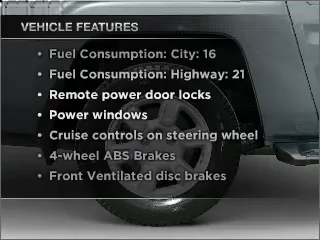 VEHICLE FEATURES
• Fuel Consumption: City: 16
• Fuel Consumption: Highway: 21
• Remote power door locks
• Power windows
• Cruise controls on steering wheel
• 4-wheel ABS Brakes
• Front Ventilated disc brakes